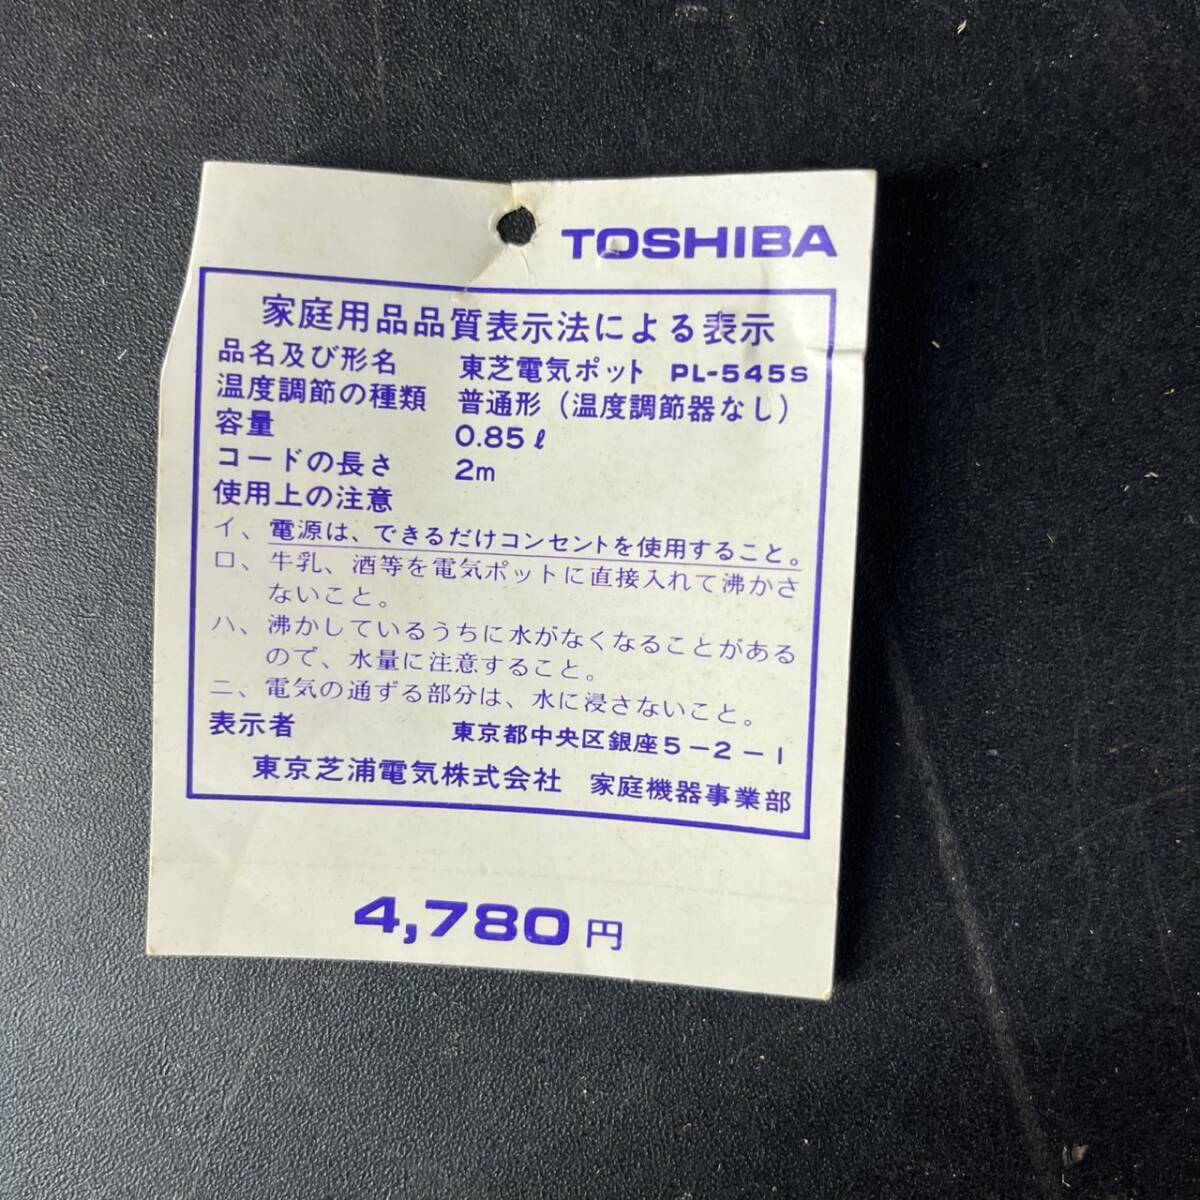 TOSHIBA
家庭用品品質表示法による表示
品名及び形名 東芝電気ポット PL-545S
温度調節の種類 普通形(温度調節器なし)
容量 0.85ℓ
コードの長さ 2m
使用上の注意
イ、電源は、できるだけコンセントを使用すること。
ロ、牛乳、酒等を電気ポットに直接入れて沸かさ
ないこと。
ハ、沸かしているうちに水がなくなることがある
ので、水量に注意すること。
ニ、電気の通ずる部分は、水に浸さないこと。
表示者 東京都中央区銀座5-2-1
東京芝浦電気株式会社 家庭機器事業部
4,780円